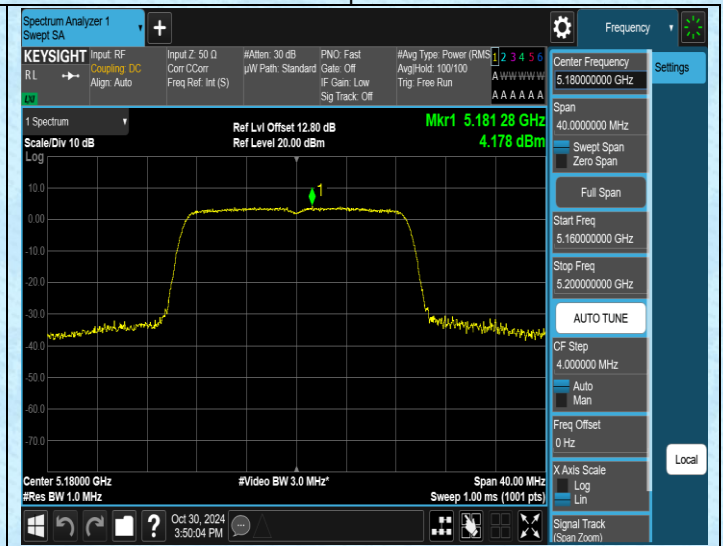 Spectrum Analyzer 1
Swept SA
+
Frequency
KEYSIGHT
RL
LXI
Input: RF
Coupling: DC
Align: Auto
Input Z: 50 Ω
Corr CCorr
Freq Ref: Int (S)
#Atten: 30 dB
µW Path: Standard
PNO: Fast
Gate: Off
IF Gain: Low
Sig Track: Off
#Avg Type: Power (RMS
Avg|Hold: 100/100
Trig: Free Run
1 2 3 4 5 6
A W W W W W
A A A A A A
1 Spectrum
Scale/Div 10 dB
Log
Ref Lvl Offset 12.80 dB
Ref Level 20.00 dBm
Mkr1 5.181 28 GHz
4.178 dBm
1
10.0
0.00
-10.0
-20.0
-30.0
-40.0
-50.0
-60.0
-70.0
Center 5.18000 GHz
#Res BW 1.0 MHz
#Video BW 3.0 MHz*
Span 40.00 MHz
Sweep 1.00 ms (1001 pts)
Oct 30, 2024
3:50:04 PM
?
Center Frequency
5.180000000 GHz
Span
40.0000000 MHz
Swept Span
Zero Span
Full Span
Start Freq
5.160000000 GHz
Stop Freq
5.200000000 GHz
AUTO TUNE
CF Step
4.000000 MHz
Auto
Man
Freq Offset
0 Hz
X Axis Scale
Log
Lin
Signal Track
(Span Zoom)
Settings
Local